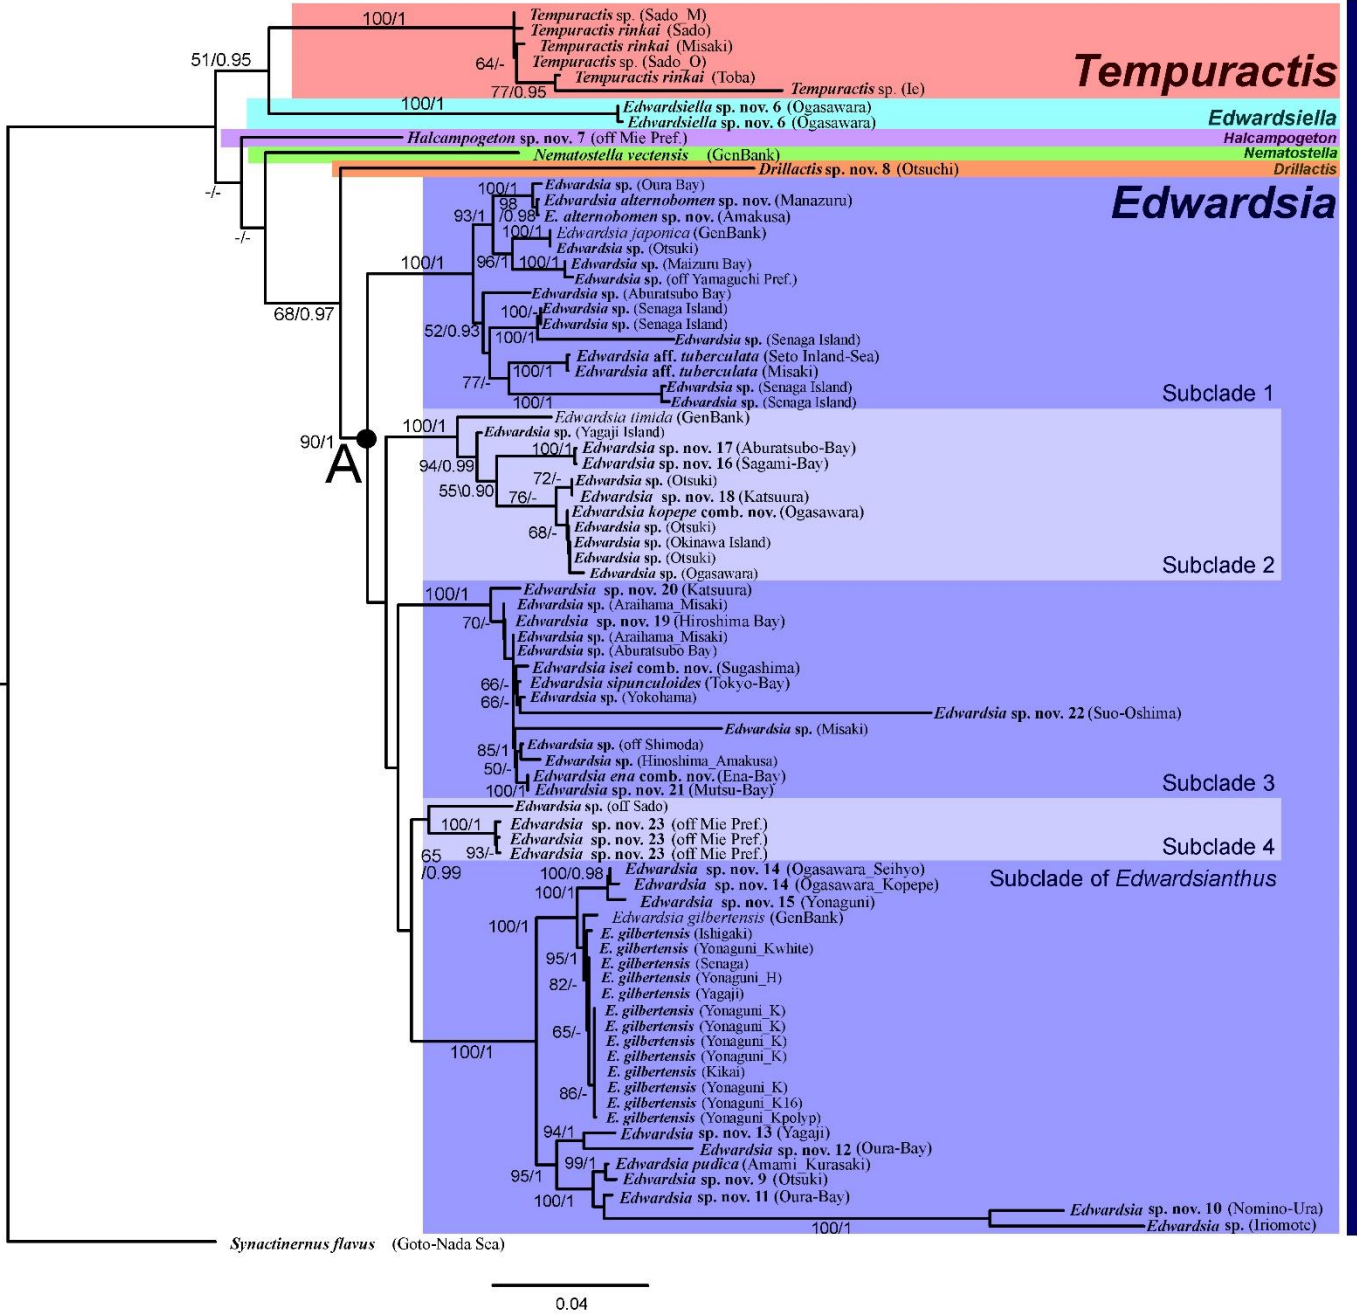 100/1
Tempuractis sp. (Sado_M)
Tempuractis rinkai (Sado)
Tempuractis rinkai (Misaki)
51/0.95
64/-
Tempuractis sp. (Sado_O)
Tempuractis rinkai (Toba)
Tempuractis
77/0.95
Tempuractis sp. (Ie)
100/1
Edwardsiella sp. nov. 6 (Ogasawara)
Edwardsiella sp. nov. 6 (Ogasawara)
Edwardsiella
Halcampogeton sp. nov. 7 (off Mie Pref.)
Halcampogeton
Nematostella vectensis (GenBank)
Nematostella
Drillactis sp. nov. 8 (Otsuchi)
Drillactis
-/-
-/-
68/0.97
90/1
A
Edwardsia
100/1
Edwardsia sp. (Oura Bay)
98
/0.98
Edwardsia alternobomen sp. nov. (Manazuru)
93/1
E. alternobomen sp. nov. (Amakusa)
100/1
Edwardsia japonica (GenBank)
Edwardsia sp. (Otsuki)
100/1
96/1
100/1
Edwardsia sp. (Maizuru Bay)
Edwardsia sp. (off Yamaguchi Pref.)
Edwardsia sp. (Aburatsubo Bay)
100/-
Edwardsia sp. (Senaga Island)
Edwardsia sp. (Senaga Island)
52/0.93
100/1
Edwardsia sp. (Senaga Island)
Edwardsia aff. tuberculata (Seto Inland-Sea)
100/1
Edwardsia aff. tuberculata (Misaki)
77/-
Edwardsia sp. (Senaga Island)
100/1
Edwardsia sp. (Senaga Island)
Subclade 1
100/1
Edwardsia timida (GenBank)
Edwardsia sp. (Yagaji Island)
100/1
Edwardsia sp. nov. 17 (Aburatsubo-Bay)
94/0.99
Edwardsia sp. nov. 16 (Sagami-Bay)
72/-
Edwardsia sp. (Otsuki)
55\0.90
76/-
Edwardsia sp. nov. 18 (Katsuura)
Edwardsia kopepe comb. nov. (Ogasawara)
68/-
Edwardsia sp. (Otsuki)
Edwardsia sp. (Okinawa Island)
Edwardsia sp. (Otsuki)
Edwardsia sp. (Ogasawara)
Subclade 2
100/1
Edwardsia sp. nov. 20 (Katsuura)
Edwardsia sp. (Araihama_Misaki)
70/-
Edwardsia sp. nov. 19 (Hiroshima Bay)
Edwardsia sp. (Araihama_Misaki)
Edwardsia sp. (Aburatsubo Bay)
Edwardsia isei comb. nov. (Sugashima)
66/-
Edwardsia sipunculoides (Tokyo-Bay)
66/-
Edwardsia sp. (Yokohama)
Edwardsia sp. nov. 22 (Suo-Oshima)
Edwardsia sp. (Misaki)
85/1
Edwardsia sp. (off Shimoda)
50/-
Edwardsia sp. (Hinoshima_Amakusa)
Edwardsia ena comb. nov. (Ena-Bay)
100/1
Edwardsia sp. nov. 21 (Mutsu-Bay)
Subclade 3
Edwardsia sp. (off Sado)
100/1
Edwardsia sp. nov. 23 (off Mie Pref.)
Edwardsia sp. nov. 23 (off Mie Pref.)
93/-
Edwardsia sp. nov. 23 (off Mie Pref.)
Subclade 4
65
/0.99
100/0.98
Edwardsia sp. nov. 14 (Ogasawara_Seihyo)
Subclade of Edwardsianthus
100/1
Edwardsia sp. nov. 14 (Ogasawara_Kopepe)
Edwardsia sp. nov. 15 (Yonaguni)
100/1
Edwardsia gilbertensis (GenBank)
E. gilbertensis (Ishigaki)
E. gilbertensis (Yonaguni_Kwhite)
95/1
E. gilbertensis (Senaga)
82/-
E. gilbertensis (Yonaguni_H)
E. gilbertensis (Yagaji)
E. gilbertensis (Yonaguni_K)
65/-
E. gilbertensis (Yonaguni_K)
E. gilbertensis (Yonaguni_K)
100/1
E. gilbertensis (Yonaguni_K)
E. gilbertensis (Kikai)
86/-
E. gilbertensis (Yonaguni_K)
E. gilbertensis (Yonaguni_K16)
E. gilbertensis (Yonaguni_Kpolyp)
94/1
Edwardsia sp. nov. 13 (Yagaji)
Edwardsia sp. nov. 12 (Oura-Bay)
99/1
Edwardsia pudica (Amami_Kurasaki)
95/1
Edwardsia sp. nov. 9 (Otsuki)
100/1
Edwardsia sp. nov. 11 (Oura-Bay)
Edwardsia sp. nov. 10 (Nomino-Ura)
100/1
Edwardsia sp. (Iriomote)
Synactinernus flavus (Goto-Nada Sea)
0.04